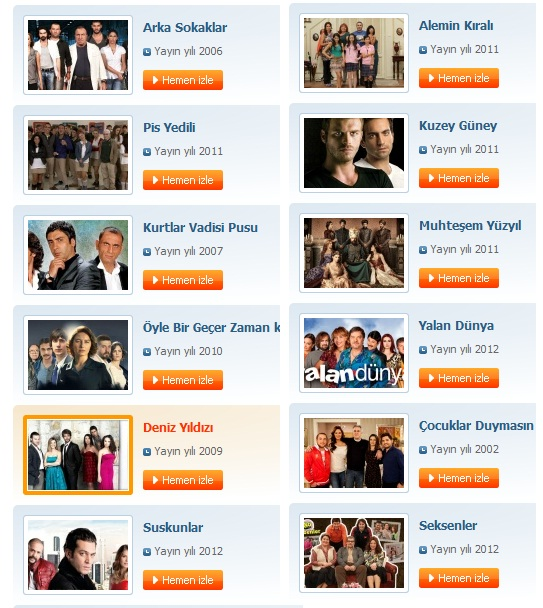 Arka Sokaklar
Yayın yılı 2006
Hemen izle
Pis Yedili
Yayın yılı 2011
Hemen izle
Kurtlar Vadisi Pusu
Yayın yılı 2007
Hemen izle
Öyle Bir Geçer Zaman k
Yayın yılı 2010
Hemen izle
Deniz Yıldızı
Yayın yılı 2009
Hemen izle
Suskunlar
Yayın yılı 2012
Hemen izle
Alemin Kıralı
Yayın yılı 2011
Hemen izle
Kuzey Güney
Yayın yılı 2011
Hemen izle
Muhteşem Yüzyıl
Yayın yılı 2011
Hemen izle
alandünya
Yalan Dünya
Yayın yılı 2012
Hemen izle
Çocuklar Duymasın
Yayın yılı 2002
Hemen izle
Seksenler
Yayın yılı 2012
Hemen izle